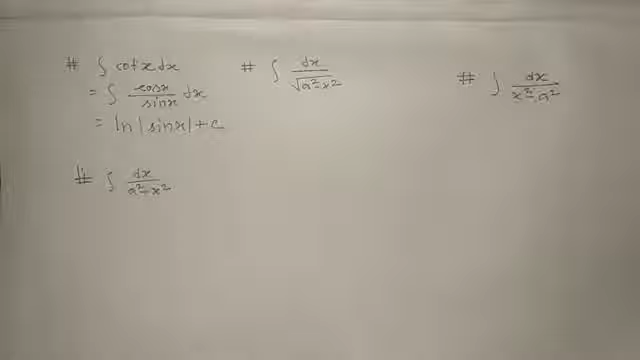 # ∫ cotx dx
= ∫ cosx/sinx dx
= ln|sinx|+c
# ∫ dx/√(a²-x²)
# ∫ dx/(x²-a²)
# ∫ dx/(a²-x²)